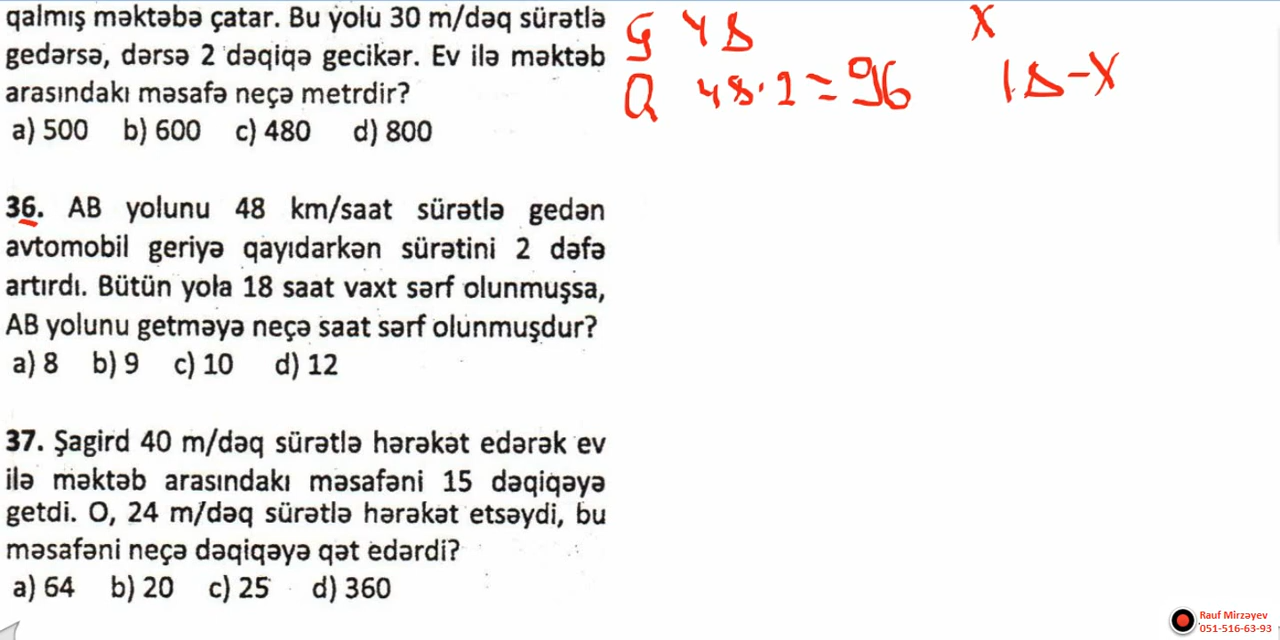 qalmış məktəbə çatar. Bu yolu 30 m/dəq sürətlə
gedərsə, dərsə 2 dəqiqə gecikər. Ev ilə məktəb
arasındakı məsafə neçə metrdir?
a) 500 b) 600 c) 480 d) 800
36. AB yolunu 48 km/saat sürətlə gedən
avtomobil geriyə qayıdarkən sürətini 2 dəfə
artırdı. Bütün yola 18 saat vaxt sərf olunmuşsa,
AB yolunu getməyə neçə saat sərf olunmuşdur?
a) 8 b) 9 c) 10 d) 12
37. Şagird 40 m/dəq sürətlə hərəkət edərək ev
ilə məktəb arasındakı məsafəni 15 dəqiqəyə
getdi. O, 24 m/dəq sürətlə hərəkət etsəydi, bu
məsafəni neçə dəqiqəyə qət edərdi?
a) 64 b) 20 c) 25 d) 360
G 48 x
Q 48·2=96 18-x
Rauf Mirzəyev
051-516-63-93